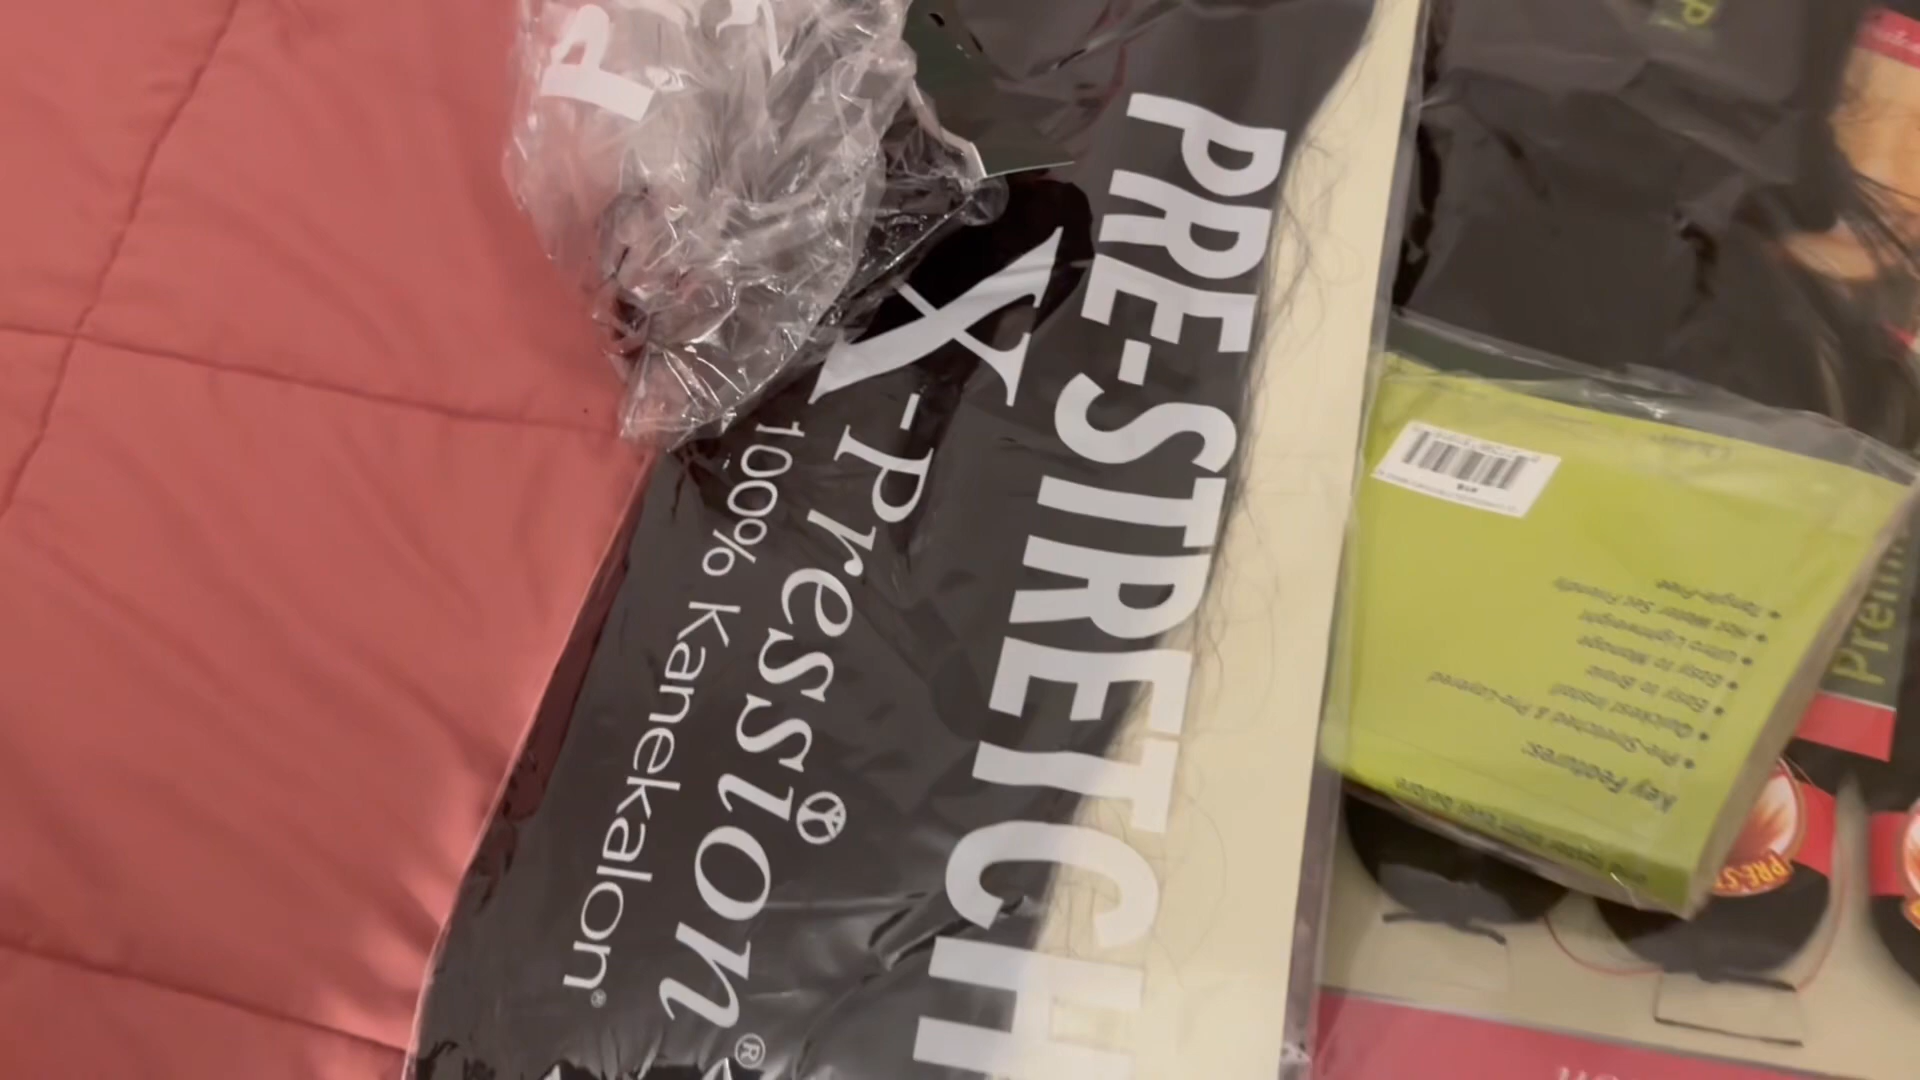 PRE-STRETCH
X-Pression®
100% Kanekalon®
Key Features:
• Pre-Stretched & Pre-Layered
• Quickest Install
• Easy to Braid
• Easy to Manage
• Ultra Lightweight
• Hot Water Set Friendly
• Tangle-Free
PRE-S